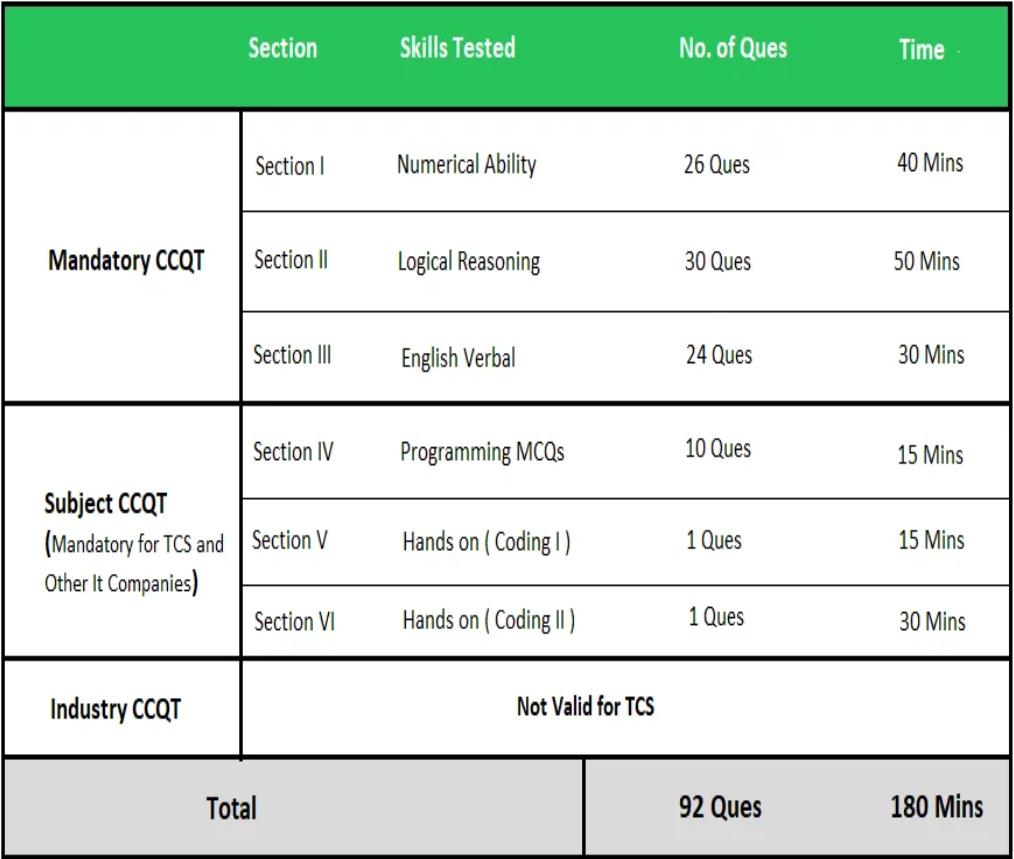 Section Skills Tested No. of Ques Time
Section I Numerical Ability 26 Ques 40 Mins
Mandatory CCQT Section II Logical Reasoning 30 Ques 50 Mins
Section III English Verbal 24 Ques 30 Mins
Section IV Programming MCQs 10 Ques 15 Mins
Subject CCQT
(Mandatory for TCS and
Other It Companies)
Section V Hands on ( Coding I ) 1 Ques 15 Mins
Section VI Hands on ( Coding II ) 1 Ques 30 Mins
Industry CCQT Not Valid for TCS
Total 92 Ques 180 Mins